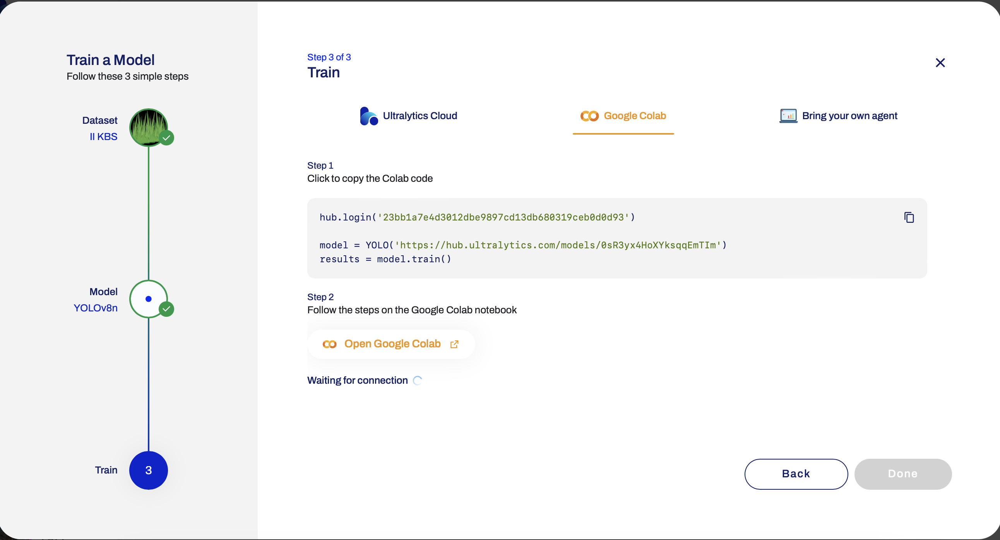 Train a Model
Follow these 3 simple steps
Dataset
II KBS
Model
YOLOv8n
Train
3
Step 3 of 3
Train
Ultralytics Cloud
Google Colab
Bring your own agent
Step 1
Click to copy the Colab code
hub.login('23bb1a7e4d3012dbe9897cd13db680319ceb0d0d93')
model = YOLO('https://hub.ultralytics.com/models/0sR3yx4HoXYksqqEmTIm')
results = model.train()
Step 2
Follow the steps on the Google Colab notebook
Open Google Colab
Waiting for connection
Back
Done